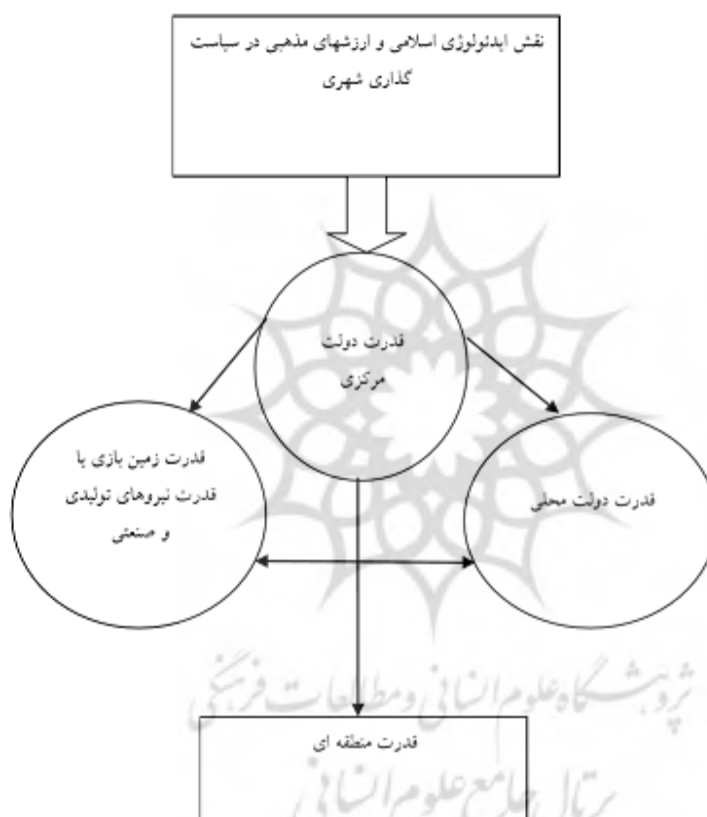 نقش ایدئولوژی اسلامی و ارزشهای مذهبی در سیاست
گذاری شهری
قدرت دولت
مرکزی
قدرت زمین بازی یا
قدرت نیروهای تولیدی
و صنعتی
قدرت دولت محلی
پژوهشگاه علوم انسانی و مطالعات فرهنگی
قدرت منطقه ای
پرتال جامع علوم انسانی